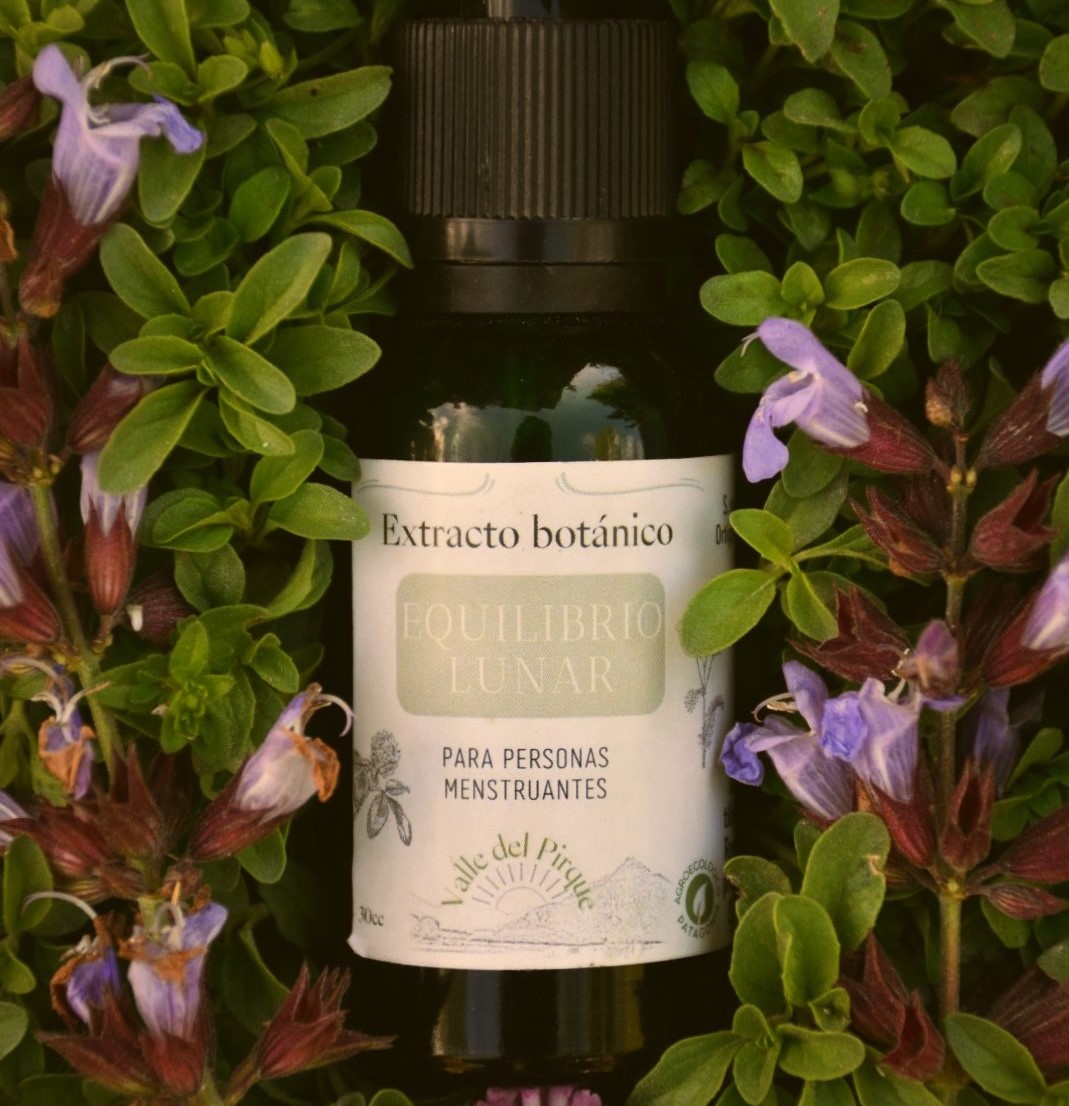 Extracto botánico
EQUILIBRIO
LUNAR
PARA PERSONAS
MENSTRUANTES
Valle del Pirque
30cc